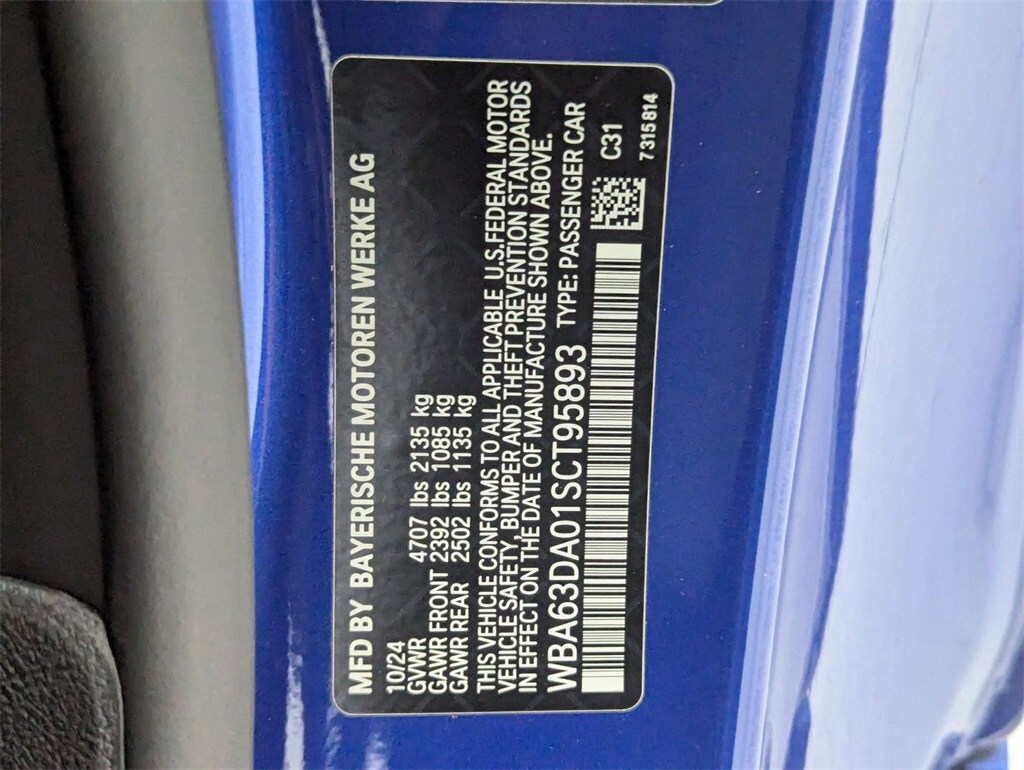 MFD BY BAYERISCHE MOTOREN WERKE AG
10/24
GVWR 4707 lbs 2135 kg
GAWR FRONT 2392 lbs 1085 kg
GAWR REAR 2502 lbs 1135 kg
THIS VEHICLE CONFORMS TO ALL APPLICABLE U.S.FEDERAL MOTOR
VEHICLE SAFETY, BUMPER AND THEFT PREVENTION STANDARDS
IN EFFECT ON THE DATE OF MANUFACTURE SHOWN ABOVE.
WBA63DA01SCT95893 TYPE: PASSENGER CAR
C31
7315814